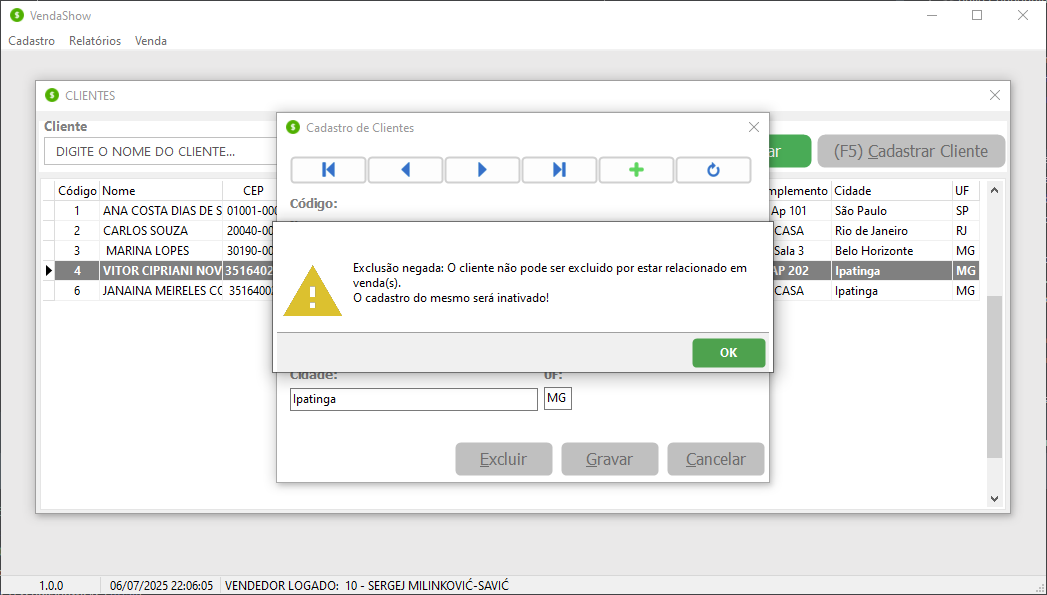 VendaShow
Cadastro Relatórios Venda
CLIENTES
Cliente
DIGITE O NOME DO CLIENTE...
(F5) Cadastrar Cliente
Cadastro de Clientes
Código:
Código Nome CEP Cidade UF
1 ANA COSTA DIAS DE S 01001-00 Ap 101 São Paulo SP
2 CARLOS SOUZA 20040-00 CASA Rio de Janeiro RJ
3 MARINA LOPES 30190-00 Sala 3 Belo Horizonte MG
4 VITOR CIPRIANI NOV 3516402 AP 202 Ipatinga MG
6 JANAINA MEIRELES CC 3516400 CASA Ipatinga MG
Exclusão negada: O cliente não pode ser excluido por estar relacionado em
venda(s).
O cadastro do mesmo será inativado!
OK
Cidade: UF:
Ipatinga MG
Excluir Gravar Cancelar
1.0.0 06/07/2025 22:06:05 VENDEDOR LOGADO: 10 - SERGEJ MILINKOVIĆ-SAVIĆ